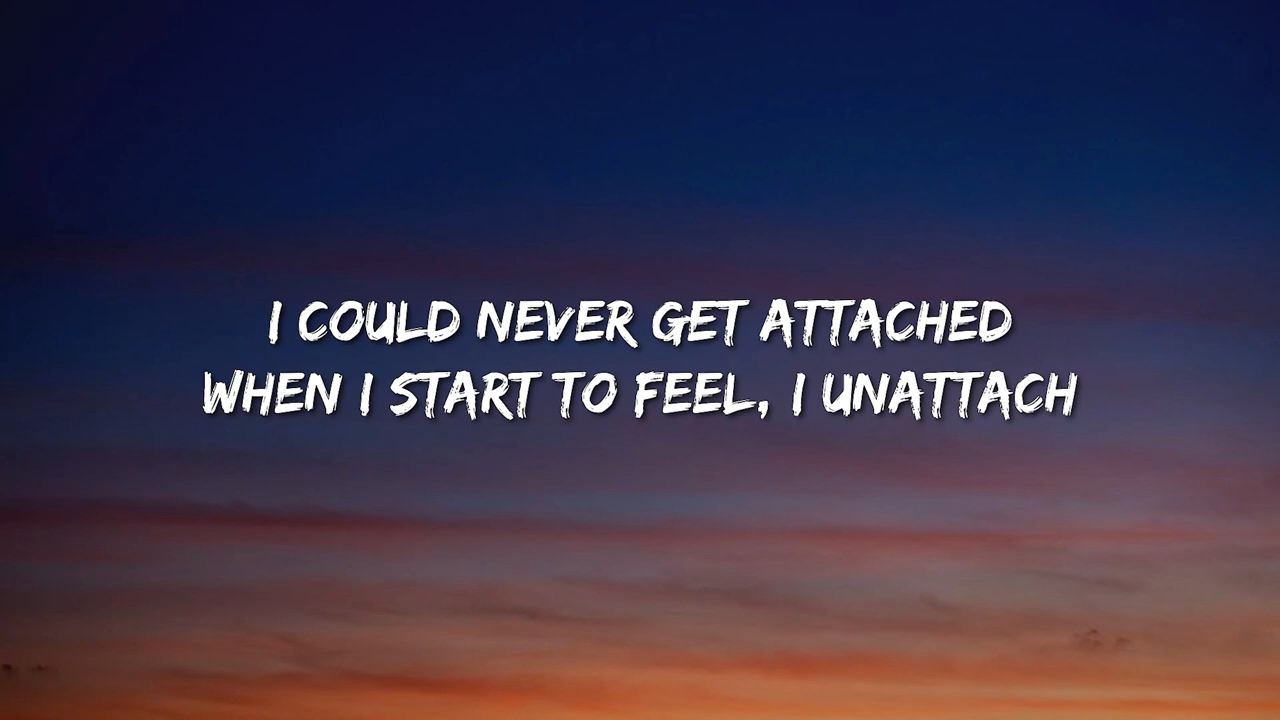 I COULD NEVER GET ATTACHED
WHEN I START TO FEEL, I UNATTACH